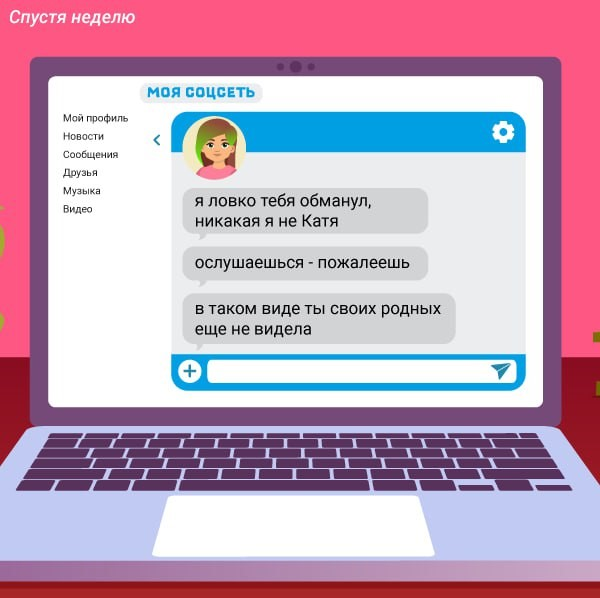 Спустя неделю
МОЯ СОЦСЕТЬ
Мой профиль
Новости
Сообщения
Друзья
Музыка
Видео
я ловко тебя обманул,
никакая я не Катя
ослушаешься - пожалеешь
в таком виде ты своих родных
еще не видела